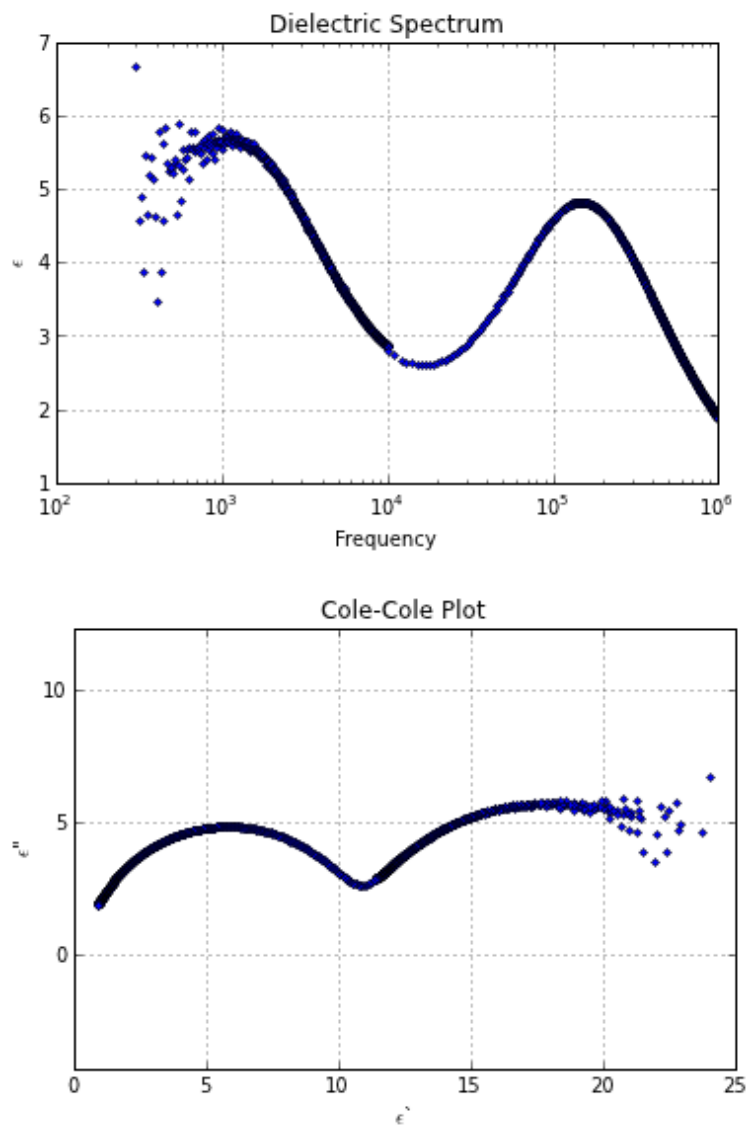 Dielectric Spectrum
7
6
5
4
3
2
1
ϵ
10² 10³ 10⁴ 10⁵ 10⁶
Frequency
Cole-Cole Plot
10
5
0
ϵ"
0 5 10 15 20 25
ϵ`